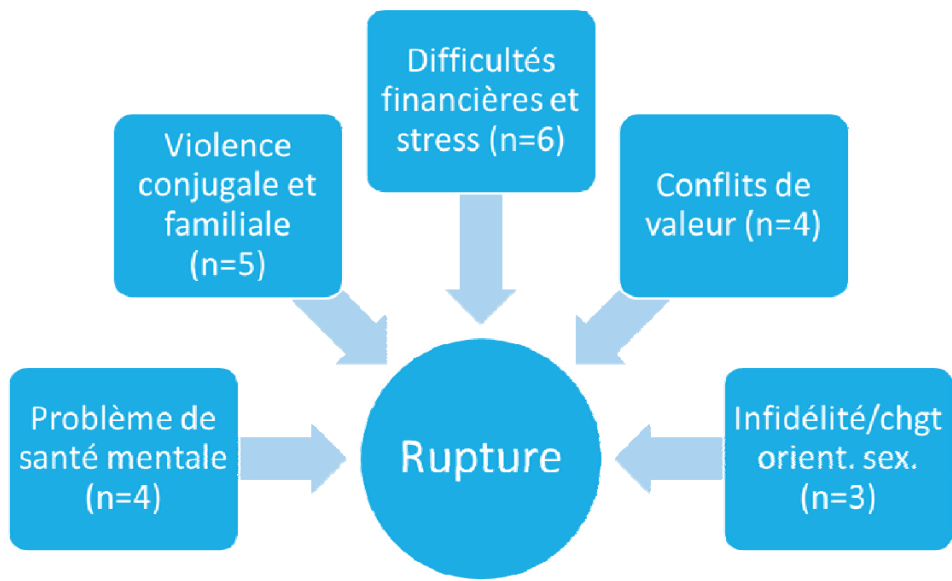 Difficultés
financières et
stress (n=6)
Violence
conjugale et
familiale
(n=5)
Conflits de
valeur (n=4)
Problème de
santé mentale
(n=4)
Rupture
Infidélité/chgt
orient. sex.
(n=3)